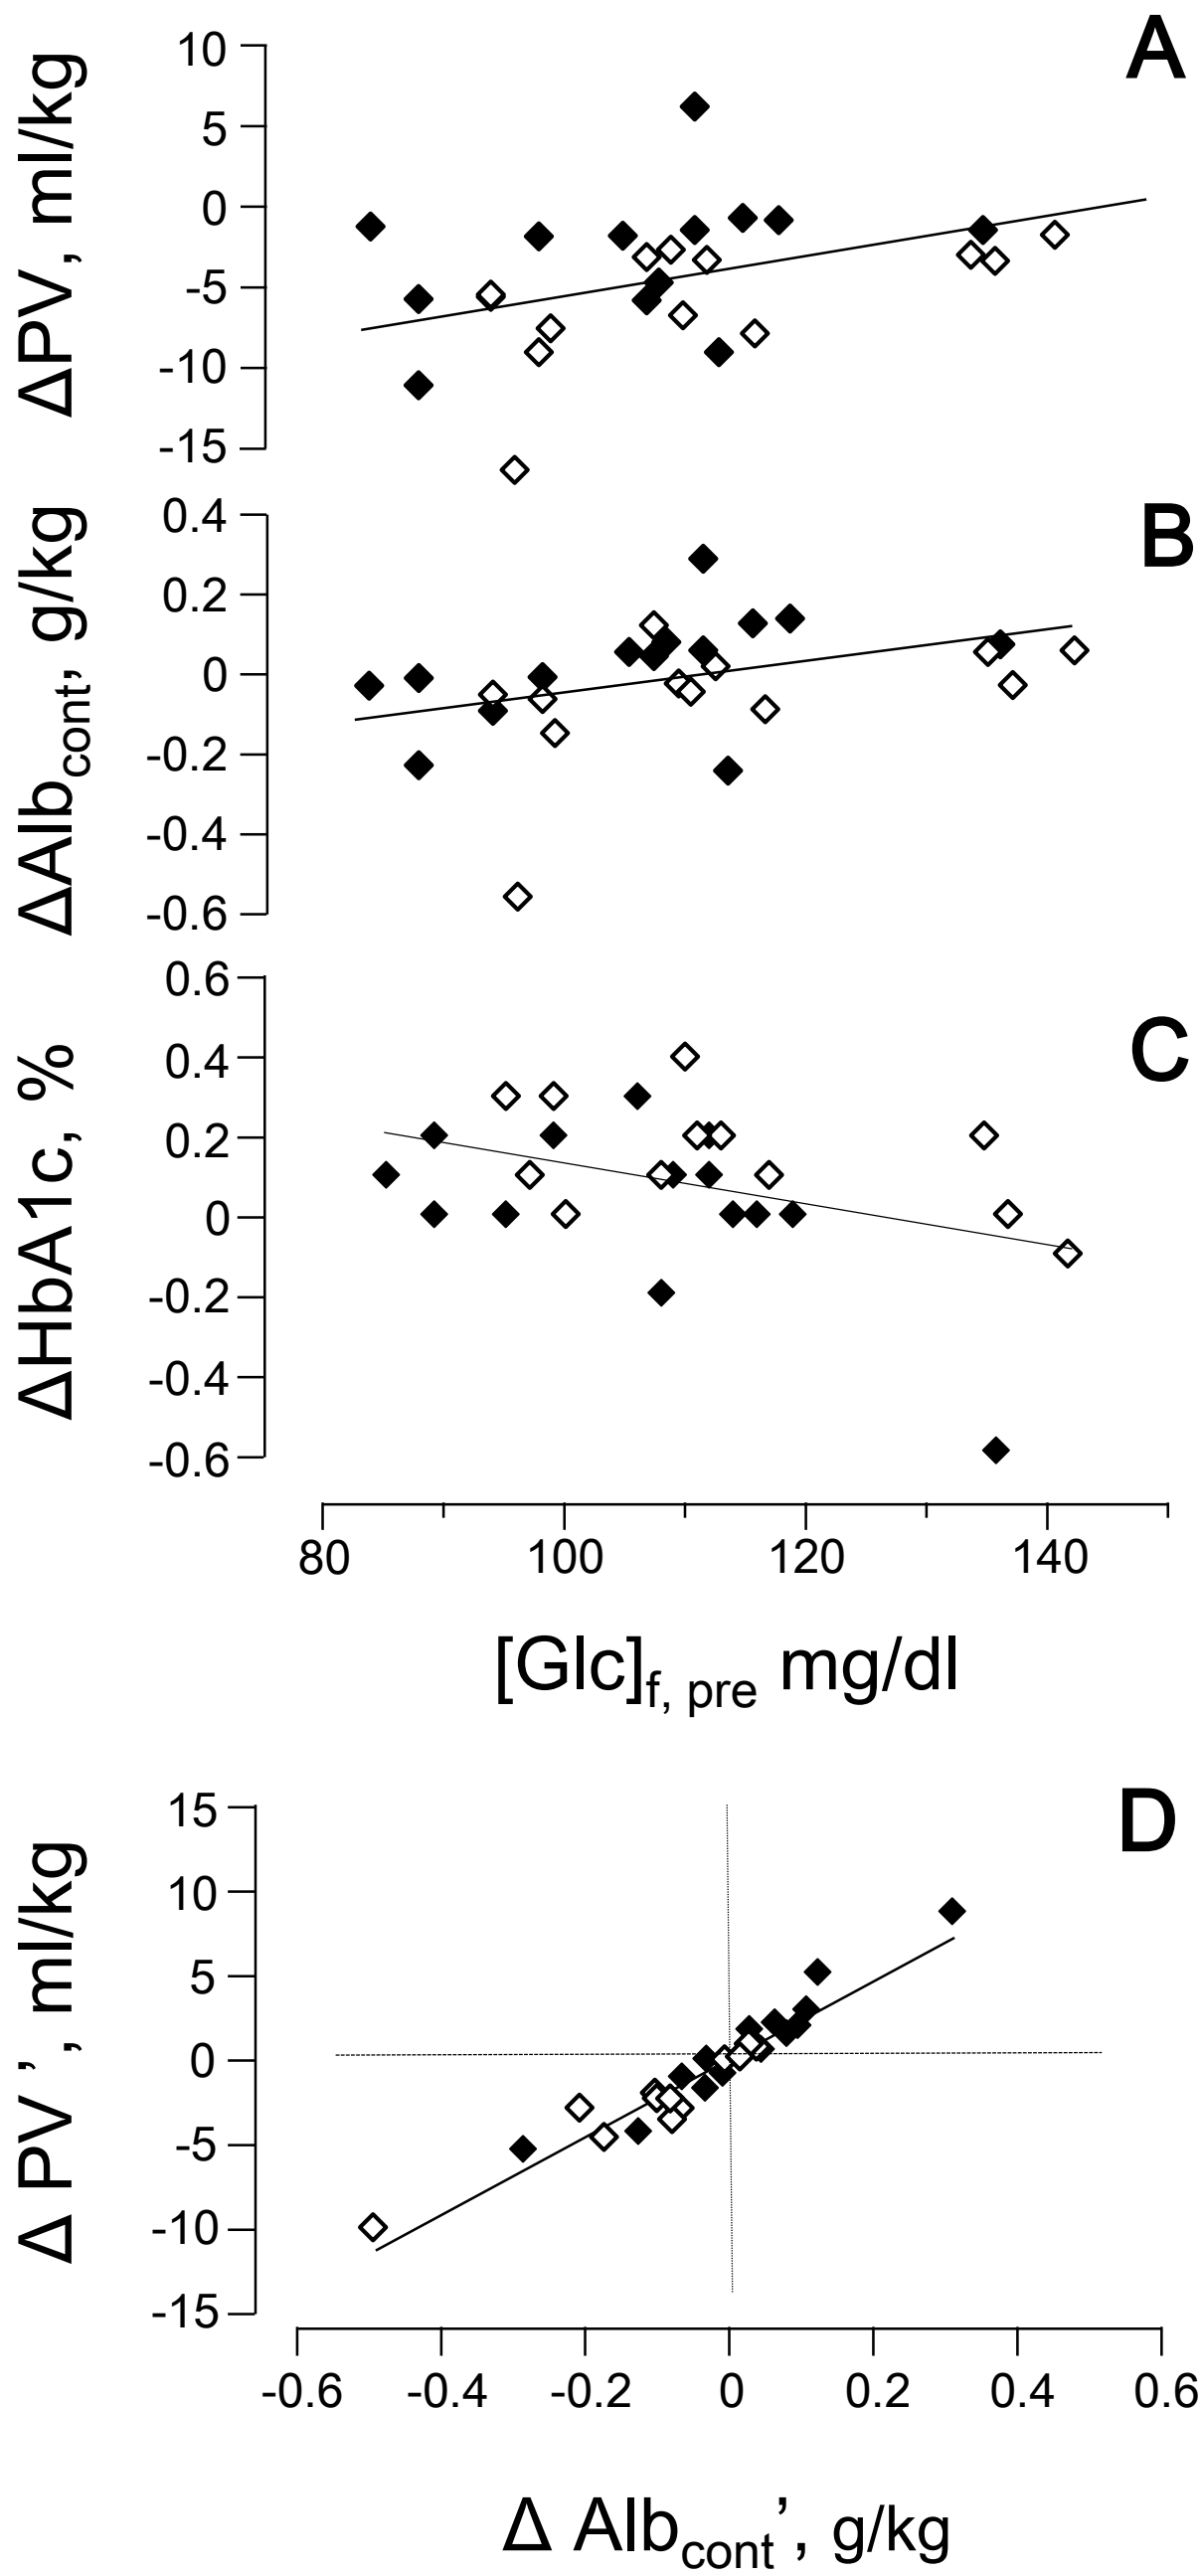 A
ΔPV, ml/kg
10
5
0
-5
-10
-15
B
ΔAlbcont, g/kg
0.4
0.2
0
-0.2
-0.4
-0.6
C
ΔHbA1c, %
0.6
0.4
0.2
0
-0.2
-0.4
-0.6
80 100 120 140
[Glc]f, pre mg/dl
D
Δ PV’, ml/kg
15
10
5
0
-5
-10
-15
-0.6 -0.4 -0.2 0 0.2 0.4 0.6
Δ Albcont’, g/kg